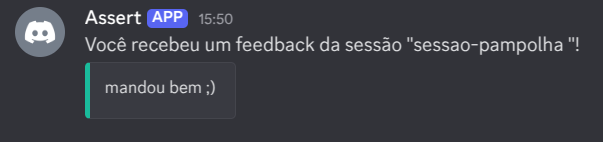 Assert APP 15:50
Você recebeu um feedback da sessão "sessao-pampolha "!
mandou bem ;)